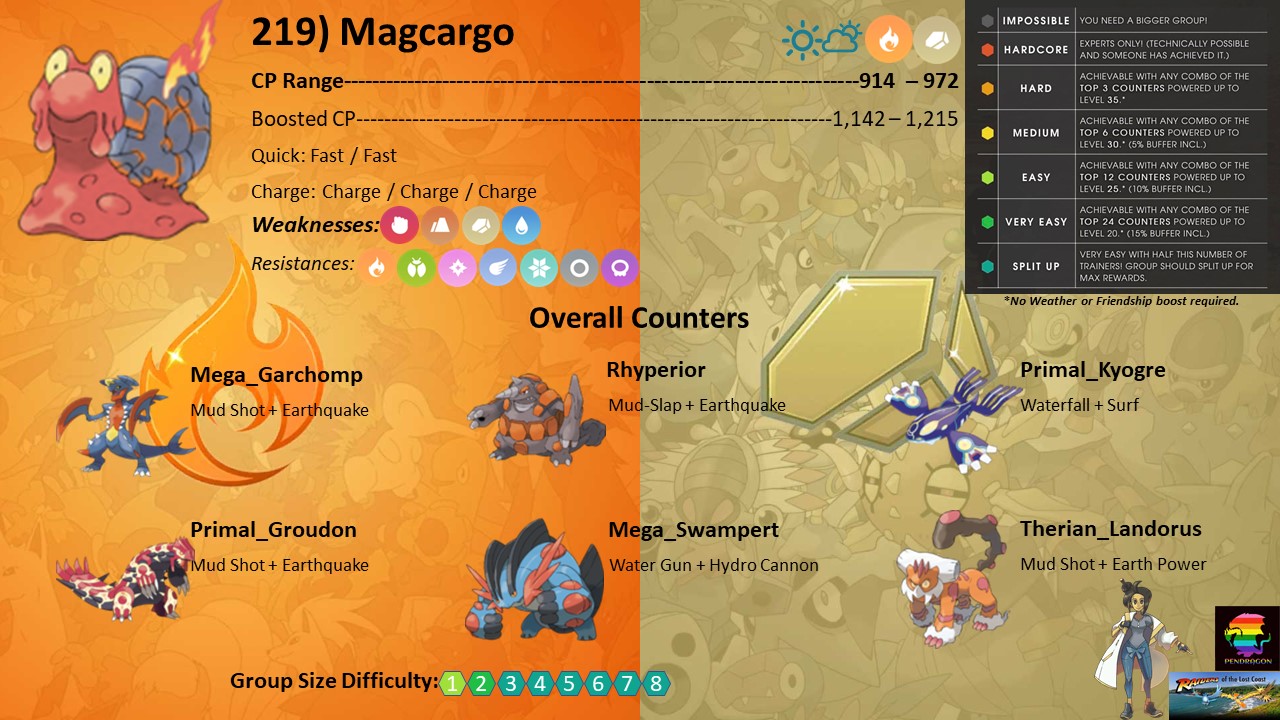 219) Magcargo
CP Range--------------------------------------------------------------------------914 – 972
Boosted CP--------------------------------------------------------------------1,142 – 1,215
Quick: Fast / Fast
Charge: Charge / Charge / Charge
Weaknesses:
Resistances:
IMPOSSIBLE YOU NEED A BIGGER GROUP!
HARDCORE EXPERTS ONLY! (TECHNICALLY POSSIBLE
AND SOMEONE HAS ACHIEVED IT.)
HARD ACHIEVABLE WITH ANY COMBO OF THE
TOP 3 COUNTERS POWERED UP TO
LEVEL 35.*
MEDIUM ACHIEVABLE WITH ANY COMBO OF THE
TOP 6 COUNTERS POWERED UP TO
LEVEL 30.* (5% BUFFER INCL.)
EASY ACHIEVABLE WITH ANY COMBO OF THE
TOP 12 COUNTERS POWERED UP TO
LEVEL 25.* (10% BUFFER INCL.)
VERY EASY ACHIEVABLE WITH ANY COMBO OF THE
TOP 24 COUNTERS POWERED UP TO
LEVEL 20.* (15% BUFFER INCL.)
SPLIT UP VERY EASY WITH HALF THIS NUMBER OF
TRAINERS! GROUP SHOULD SPLIT UP FOR
MAX REWARDS.
*No Weather or Friendship boost required.
Overall Counters
Mega_Garchomp
Mud Shot + Earthquake
Rhyperior
Mud-Slap + Earthquake
Primal_Kyogre
Waterfall + Surf
Primal_Groudon
Mud Shot + Earthquake
Mega_Swampert
Water Gun + Hydro Cannon
Therian_Landorus
Mud Shot + Earth Power
Group Size Difficulty: 1 2 3 4 5 6 7 8
PENDRAGON
RAIDERS of the Lost Coast